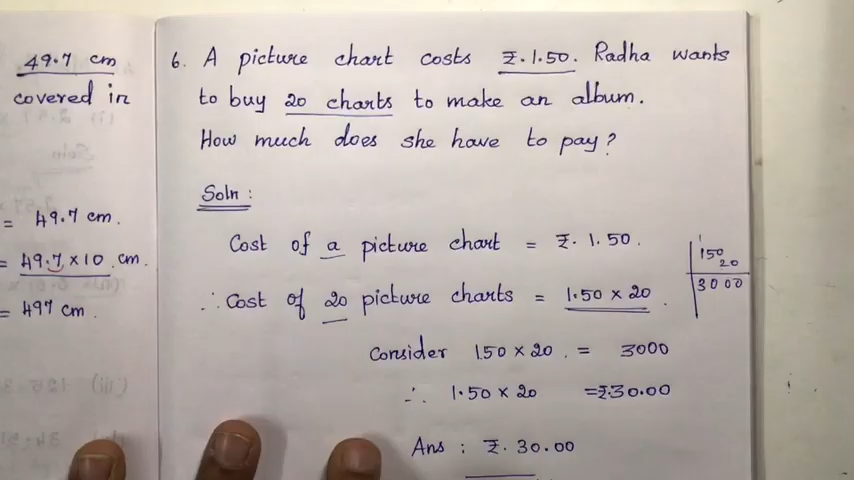 49.7 cm
covered in
= 49.7 cm.
= 49.7 × 10 cm.
= 497 cm.
6. A picture chart costs ₹.1.50. Radha wants
to buy 20 charts to make an album.
How much does she have to pay?
Soln :
Cost of a picture chart = ₹. 1.50.
∴ Cost of 20 picture charts = 1.50 × 20.
150
20
3000
Consider 150 × 20 = 3000
∴ 1.50 × 20 = ₹.30.00
Ans : ₹. 30.00